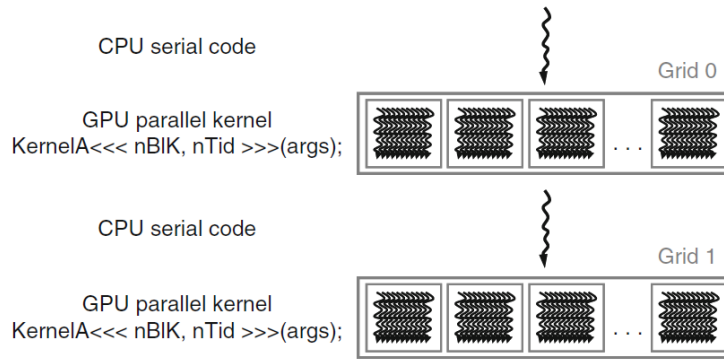 CPU serial code
Grid 0
GPU parallel kernel
KernelA<<< nBlK, nTid >>>(args);
. . .
CPU serial code
Grid 1
GPU parallel kernel
KernelA<<< nBlK, nTid >>>(args);
. . .